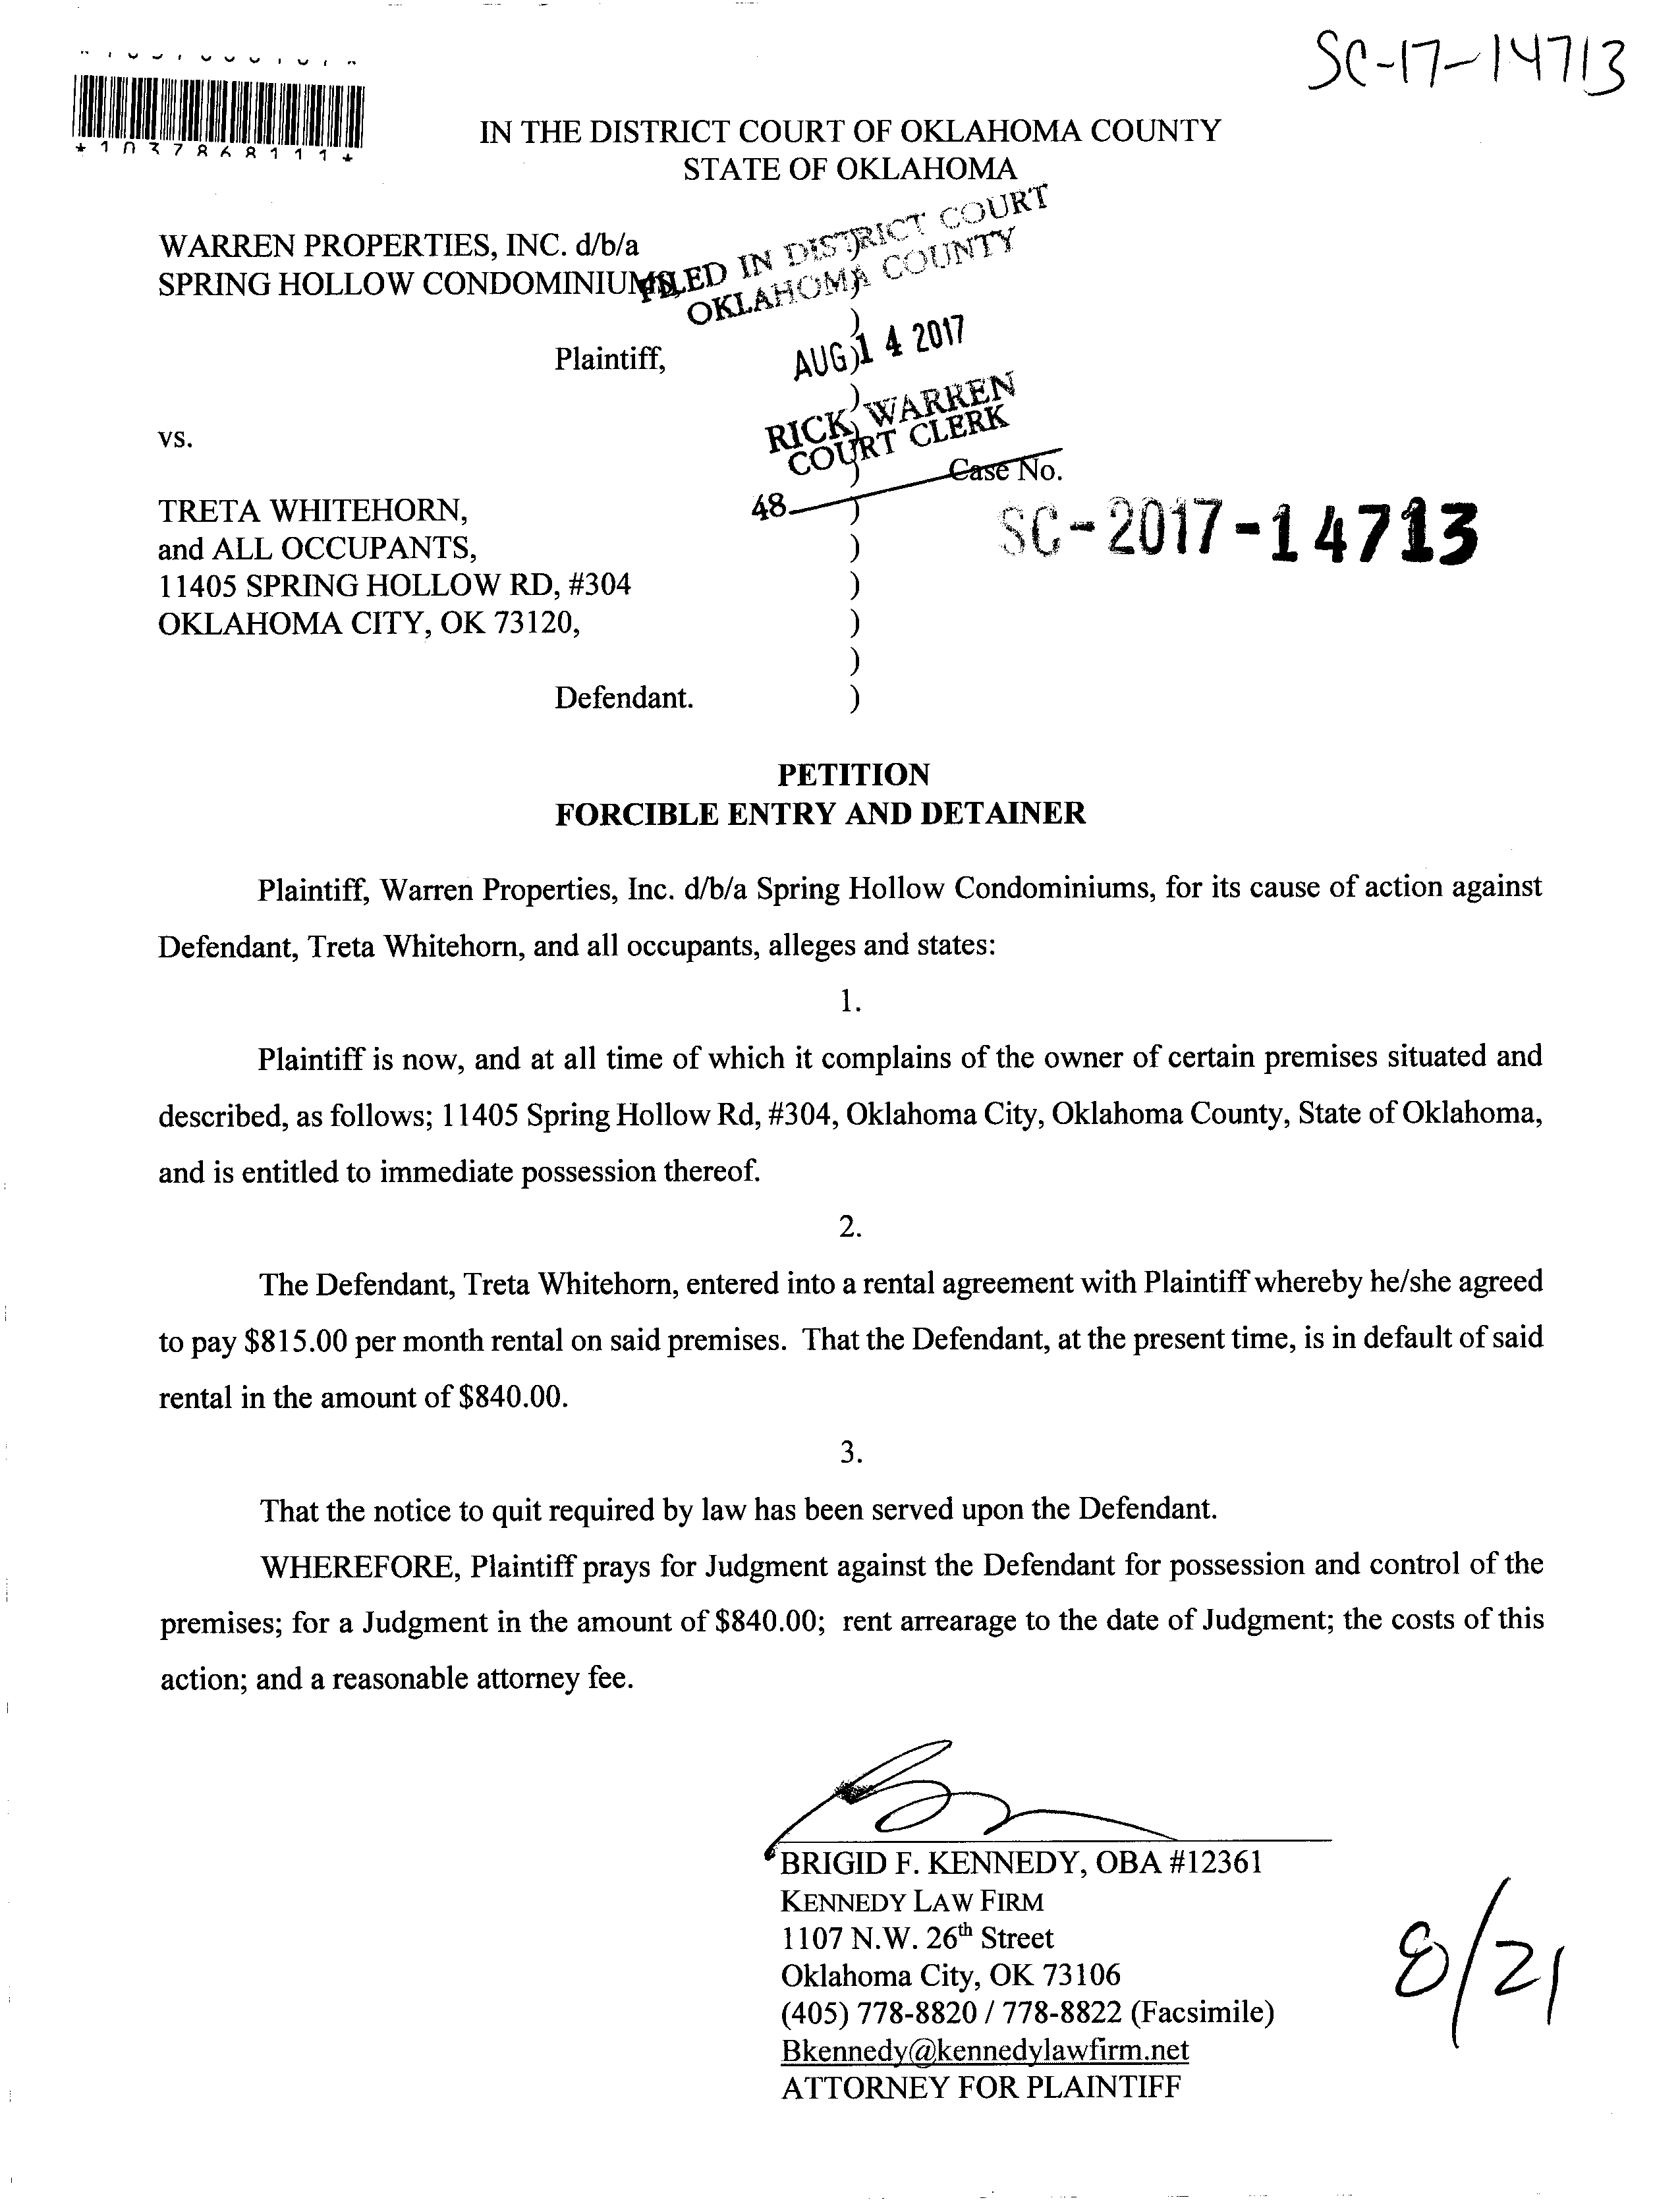 SC-17-14713
*1037868111*
IN THE DISTRICT COURT OF OKLAHOMA COUNTY
STATE OF OKLAHOMA
WARREN PROPERTIES, INC. d/b/a
SPRING HOLLOW CONDOMINIUMS,
FILED IN DISTRICT COURT
OKLAHOMA COUNTY
)
Plaintiff,
)
AUG 14 2017
)
RICK WARREN
COURT CLERK
vs.
)
Case No.
48
)
SC-2017-14713
TRETA WHITEHORN,
and ALL OCCUPANTS, )
11405 SPRING HOLLOW RD, #304 )
OKLAHOMA CITY, OK 73120, )
)
Defendant. )
PETITION
FORCIBLE ENTRY AND DETAINER
Plaintiff, Warren Properties, Inc. d/b/a Spring Hollow Condominiums, for its cause of action against
Defendant, Treta Whitehorn, and all occupants, alleges and states:
1.
Plaintiff is now, and at all time of which it complains of the owner of certain premises situated and
described, as follows; 11405 Spring Hollow Rd, #304, Oklahoma City, Oklahoma County, State of Oklahoma,
and is entitled to immediate possession thereof.
2.
The Defendant, Treta Whitehorn, entered into a rental agreement with Plaintiff whereby he/she agreed
to pay $815.00 per month rental on said premises. That the Defendant, at the present time, is in default of said
rental in the amount of $840.00.
3.
That the notice to quit required by law has been served upon the Defendant.
WHEREFORE, Plaintiff prays for Judgment against the Defendant for possession and control of the
premises; for a Judgment in the amount of $840.00; rent arrearage to the date of Judgment; the costs of this
action; and a reasonable attorney fee.
BRIGID F. KENNEDY, OBA #12361
KENNEDY LAW FIRM
1107 N.W. 26th Street
Oklahoma City, OK 73106
(405) 778-8820 / 778-8822 (Facsimile)
Bkennedy@kennedylawfirm.net
ATTORNEY FOR PLAINTIFF
8/21